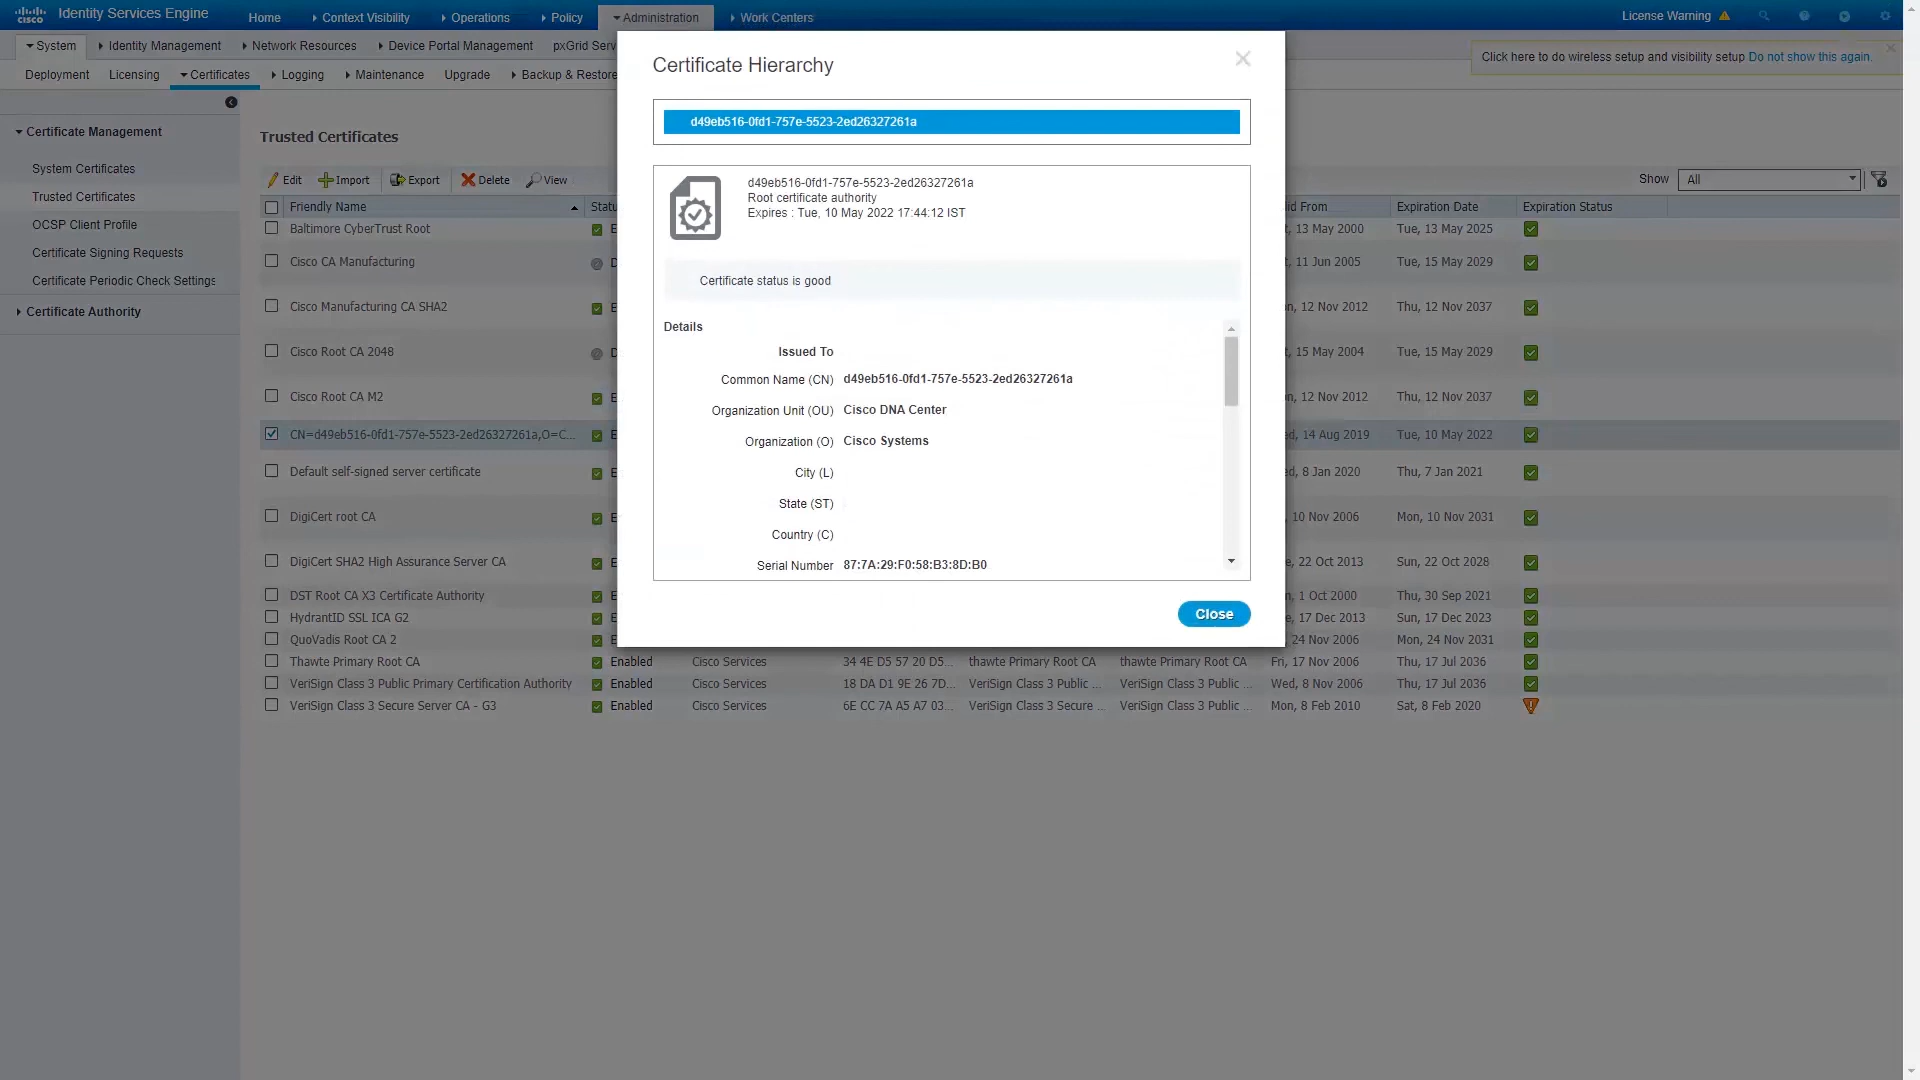 cisco Identity Services Engine Home Context Visibility Operations Policy Administration Work Centers License Warning
System Identity Management Network Resources Device Portal Management pxGrid Serv
Click here to do wireless setup and visibility setup Do not show this again.
Deployment Licensing Certificates Logging Maintenance Upgrade Backup & Restore
Certificate Management
System Certificates
Trusted Certificates
OCSP Client Profile
Certificate Signing Requests
Certificate Periodic Check Settings
Certificate Authority
Trusted Certificates
Edit Import Export Delete View Show All
Friendly Name Statu id From Expiration Date Expiration Status
Baltimore CyberTrust Root E t, 13 May 2000 Tue, 13 May 2025
Cisco CA Manufacturing D t, 11 Jun 2005 Tue, 15 May 2029
Cisco Manufacturing CA SHA2 E n, 12 Nov 2012 Thu, 12 Nov 2037
Cisco Root CA 2048 D t, 15 May 2004 Tue, 15 May 2029
Cisco Root CA M2 E n, 12 Nov 2012 Thu, 12 Nov 2037
CN=d49eb516-0fd1-757e-5523-2ed26327261a,O=C... E d, 14 Aug 2019 Tue, 10 May 2022
Default self-signed server certificate E d, 8 Jan 2020 Thu, 7 Jan 2021
DigiCert root CA E , 10 Nov 2006 Mon, 10 Nov 2031
DigiCert SHA2 High Assurance Server CA E e, 22 Oct 2013 Sun, 22 Oct 2028
DST Root CA X3 Certificate Authority E n, 1 Oct 2000 Thu, 30 Sep 2021
HydrantID SSL ICA G2 E e, 17 Dec 2013 Sun, 17 Dec 2023
QuoVadis Root CA 2 E , 24 Nov 2006 Mon, 24 Nov 2031
Thawte Primary Root CA Enabled Cisco Services 34 4E D5 57 20 D5... thawte Primary Root CA thawte Primary Root CA Fri, 17 Nov 2006 Thu, 17 Jul 2036
VeriSign Class 3 Public Primary Certification Authority Enabled Cisco Services 18 DA D1 9E 26 7D... VeriSign Class 3 Public ... VeriSign Class 3 Public ... Wed, 8 Nov 2006 Thu, 17 Jul 2036
VeriSign Class 3 Secure Server CA - G3 Enabled Cisco Services 6E CC 7A A5 A7 03... VeriSign Class 3 Secure ... VeriSign Class 3 Public ... Mon, 8 Feb 2010 Sat, 8 Feb 2020
Certificate Hierarchy
d49eb516-0fd1-757e-5523-2ed26327261a
d49eb516-0fd1-757e-5523-2ed26327261a
Root certificate authority
Expires : Tue, 10 May 2022 17:44:12 IST
Certificate status is good
Details
Issued To
Common Name (CN) d49eb516-0fd1-757e-5523-2ed26327261a
Organization Unit (OU) Cisco DNA Center
Organization (O) Cisco Systems
City (L)
State (ST)
Country (C)
Serial Number 87:7A:29:F0:58:B3:8D:B0
Close